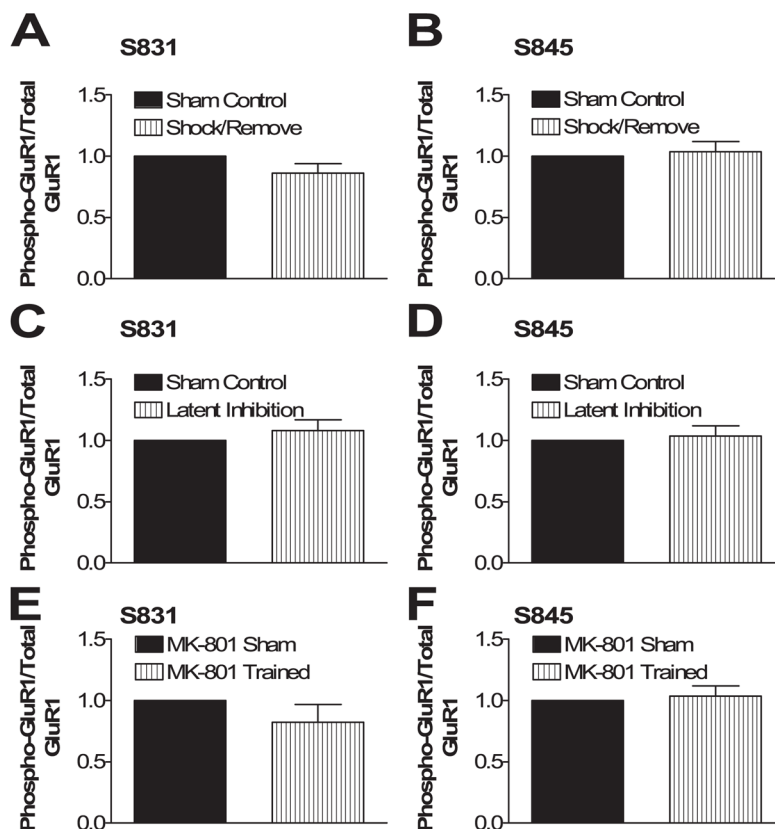 A
S831
Phospho-GluR1/Total
GluR1
1.5
1.0
0.5
0.0
Sham Control
Shock/Remove
B
S845
Phospho-GluR1/Total
GluR1
1.5
1.0
0.5
0.0
Sham Control
Shock/Remove
C
S831
Phospho-GluR1/Total
GluR1
1.5
1.0
0.5
0.0
Sham Control
Latent Inhibition
D
S845
Phospho-GluR1/Total
GluR1
1.5
1.0
0.5
0.0
Sham Control
Latent Inhibition
E
S831
Phospho-GluR1/Total
GluR1
1.5
1.0
0.5
0.0
MK-801 Sham
MK-801 Trained
F
S845
Phospho-GluR1/Total
GluR1
1.5
1.0
0.5
0.0
MK-801 Sham
MK-801 Trained